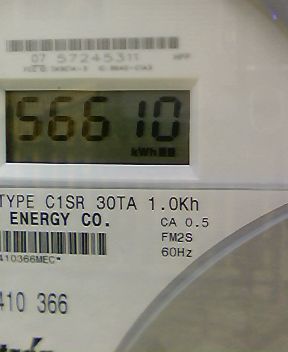 07 57245311
56610
kWh
TYPE C1SR 30TA 1.0Kh
ENERGY CO.
CA 0.5
FM2S
60Hz
410366MEC*
410 366